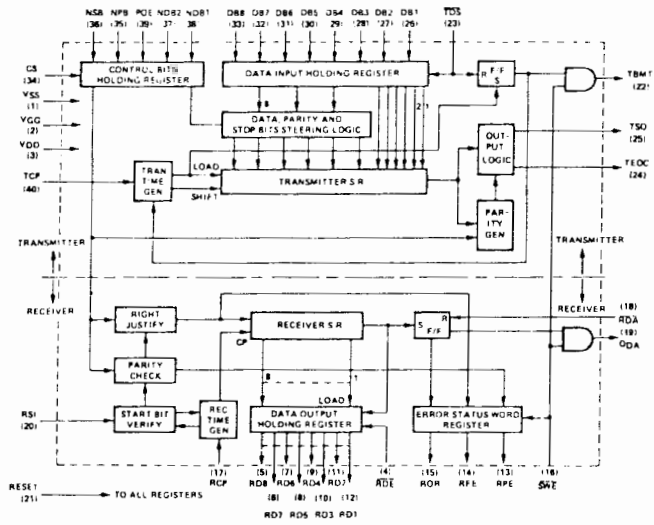 NSB NPB POE NDB2 NDB1 DB8 DB7 DB6 DB5 DB4 DB3 DB2 DB1 TDS
(36) (35) (39) 37) 38) (33) (32) (31) (30) 29) (28) (27) (26) (23)
CS
(34)
CONTROL BITS
HOLDING REGISTER
DATA INPUT HOLDING REGISTER
R F/F
S
TBMT
(22)
VSS
(1)
8
2 1
VGG
(2)
DATA, PARITY AND
STOP BITS STEERING LOGIC
VDD
(3)
OUT-
PUT
LOGIC
TSO
(25)
TCP
(40)
TRAN
TIME
GEN
LOAD
SHIFT
TRANSMITTER S R
TEOC
(24)
PAR-
ITY
GEN
TRANSMITTER
TRANSMITTER
RECEIVER
RECEIVER
(18)
RDA
RIGHT
JUSTIFY
RECEIVER S R
CP
S F/F R
(19)
ODA
PARITY
CHECK
8 1
LOAD
RSI
(20)
START BIT
VERIFY
REC
TIME
GEN
DATA OUTPUT
HOLDING REGISTER
ERROR STATUS WORD
REGISTER
(17) (5) (7) (9) (11) (4) (15) (14) (13) (16)
RCP RD8 RD6 RD4 RD7 RDE ROR RFE RPE SWE
(6) (8) (10) (12)
RD7 RD5 RD3 RD1
RESET
(21)
TO ALL REGISTERS